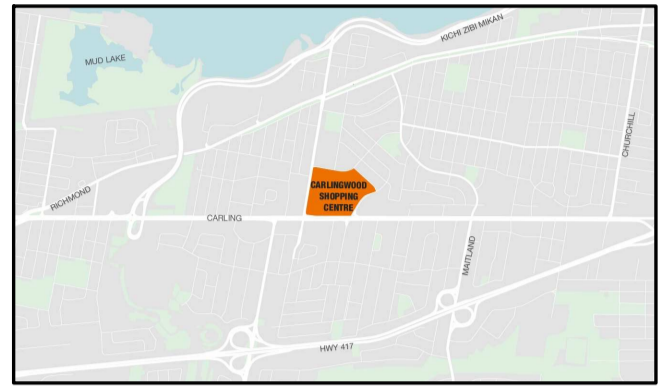 KICHI ZIBI MIKAN
MUD LAKE
CHURCHILL
RICHMOND
CARLINGWOOD
SHOPPING
CENTRE
CARLING
MAITLAND
HWY 417